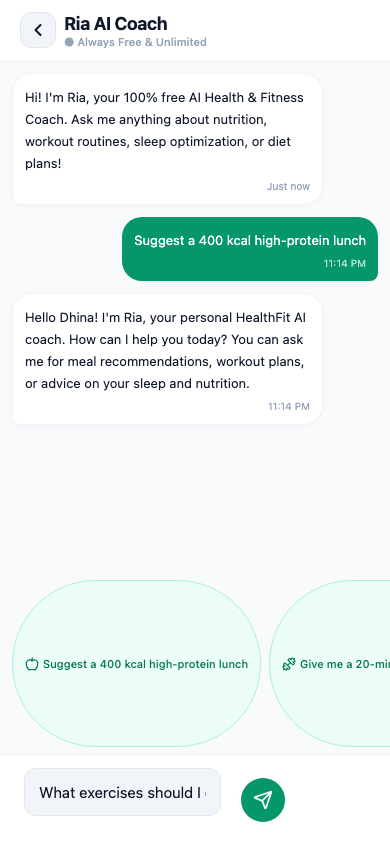 Ria AI Coach
Always Free & Unlimited
Hi! I'm Ria, your 100% free AI Health & Fitness
Coach. Ask me anything about nutrition,
workout routines, sleep optimization, or diet
plans!
Just now
Suggest a 400 kcal high-protein lunch
11:14 PM
Hello Dhina! I'm Ria, your personal HealthFit AI
coach. How can I help you today? You can ask
me for meal recommendations, workout plans,
or advice on your sleep and nutrition.
11:14 PM
Suggest a 400 kcal high-protein lunch
Give me a 20-
What exercises should I